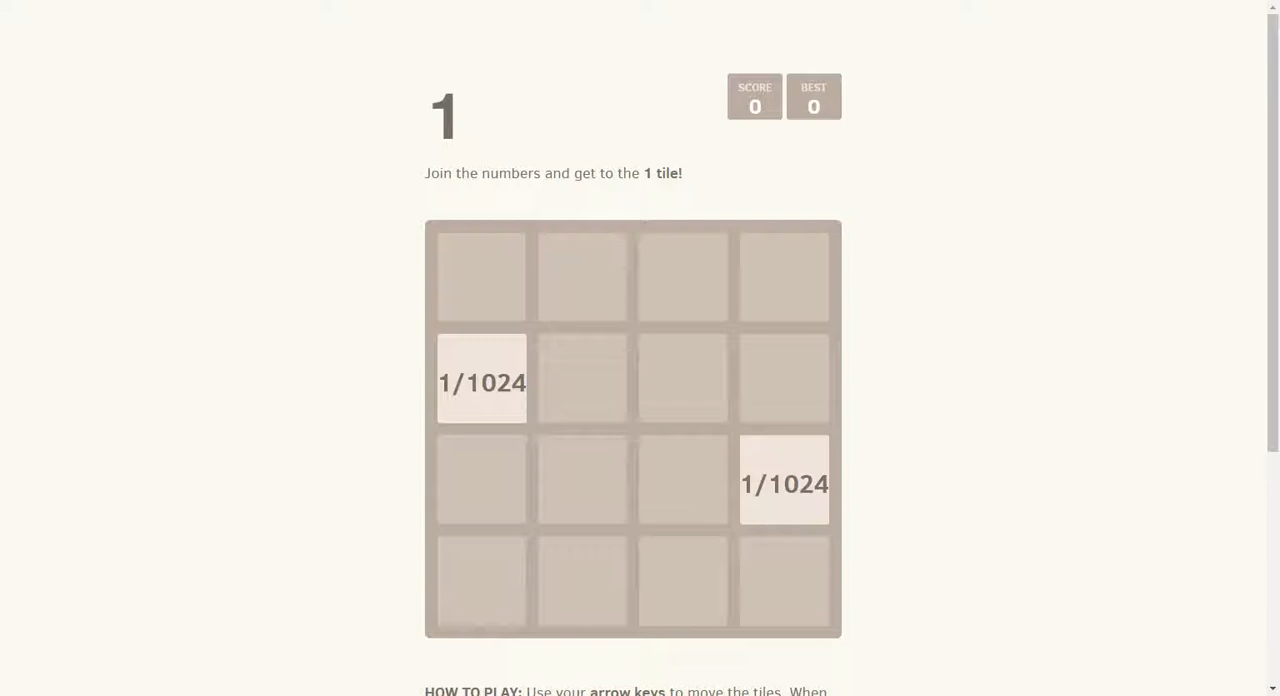 1
SCORE
0
BEST
0
Join the numbers and get to the 1 tile!
1/1024
1/1024
HOW TO PLAY: Use your arrow keys to move the tiles. When